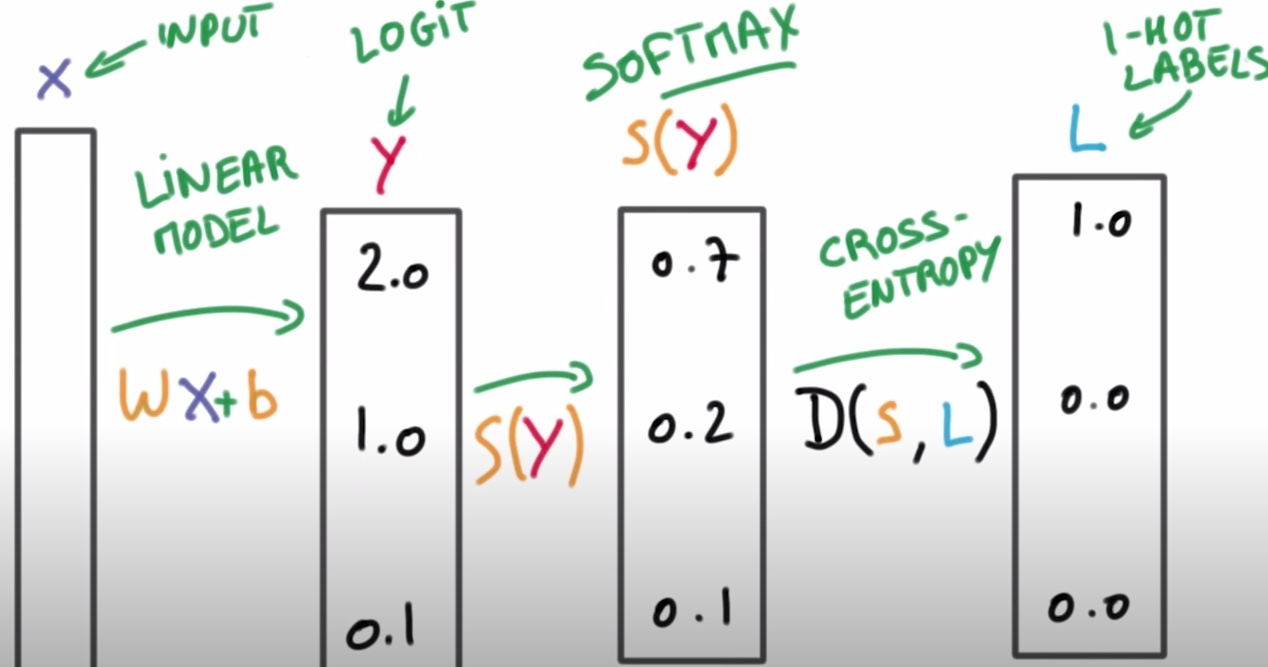 X
INPUT
LINEAR
MODEL
WX+b
LOGIT
Y
2.0
1.0
0.1
S(Y)
SOFTMAX
S(Y)
0.7
0.2
0.1
CROSS-
ENTROPY
D(S,L)
1-HOT
LABELS
L
1.0
0.0
0.0